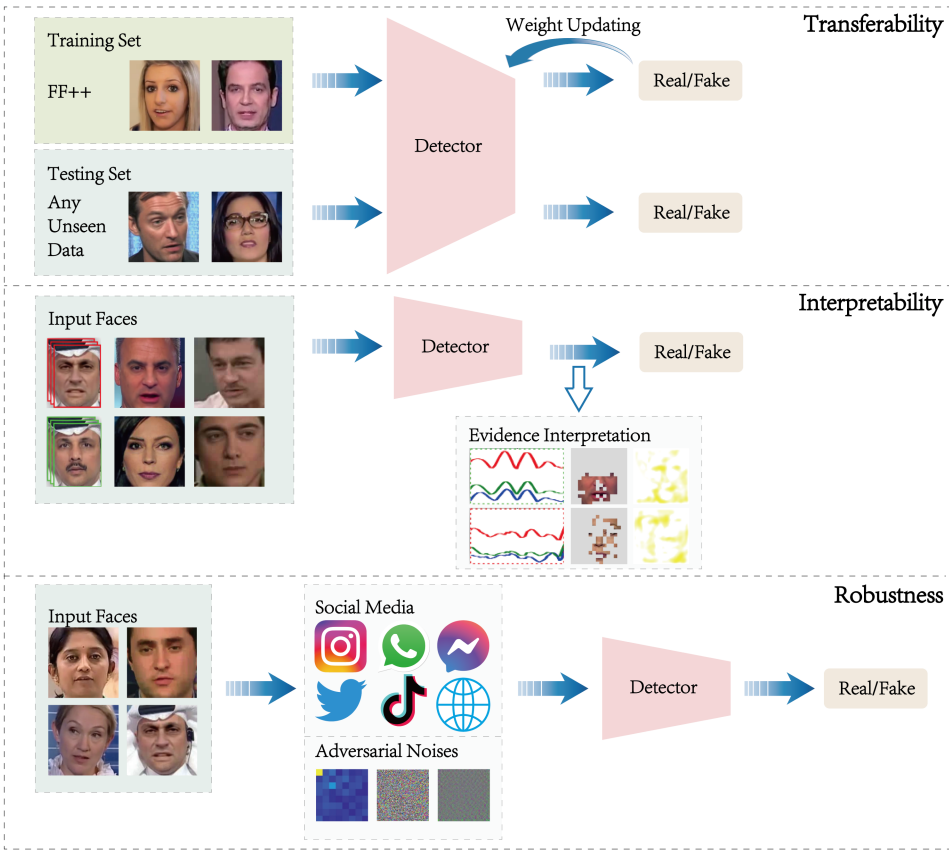 Transferability
Training Set
FF++
Weight Updating
Real/Fake
Detector
Testing Set
Any
Unseen
Data
Real/Fake
Interpretability
Input Faces
Detector
Real/Fake
Evidence Interpretation
Robustness
Input Faces
Social Media
Detector
Real/Fake
Adversarial Noises